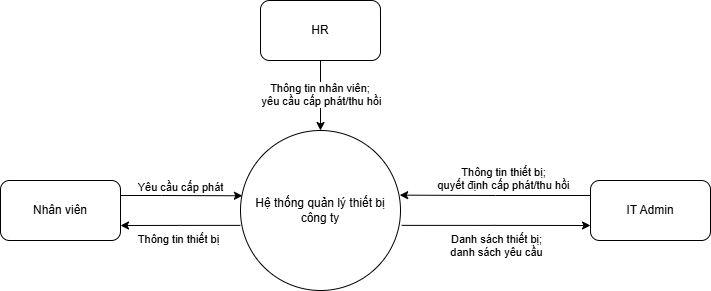 HR
Thông tin nhân viên;
yêu cầu cấp phát/thu hồi
Yêu cầu cấp phát
Thông tin thiết bị;
quyết định cấp phát/thu hồi
Nhân viên
Hệ thống quản lý thiết bị
công ty
IT Admin
Thông tin thiết bị
Danh sách thiết bị;
danh sách yêu cầu